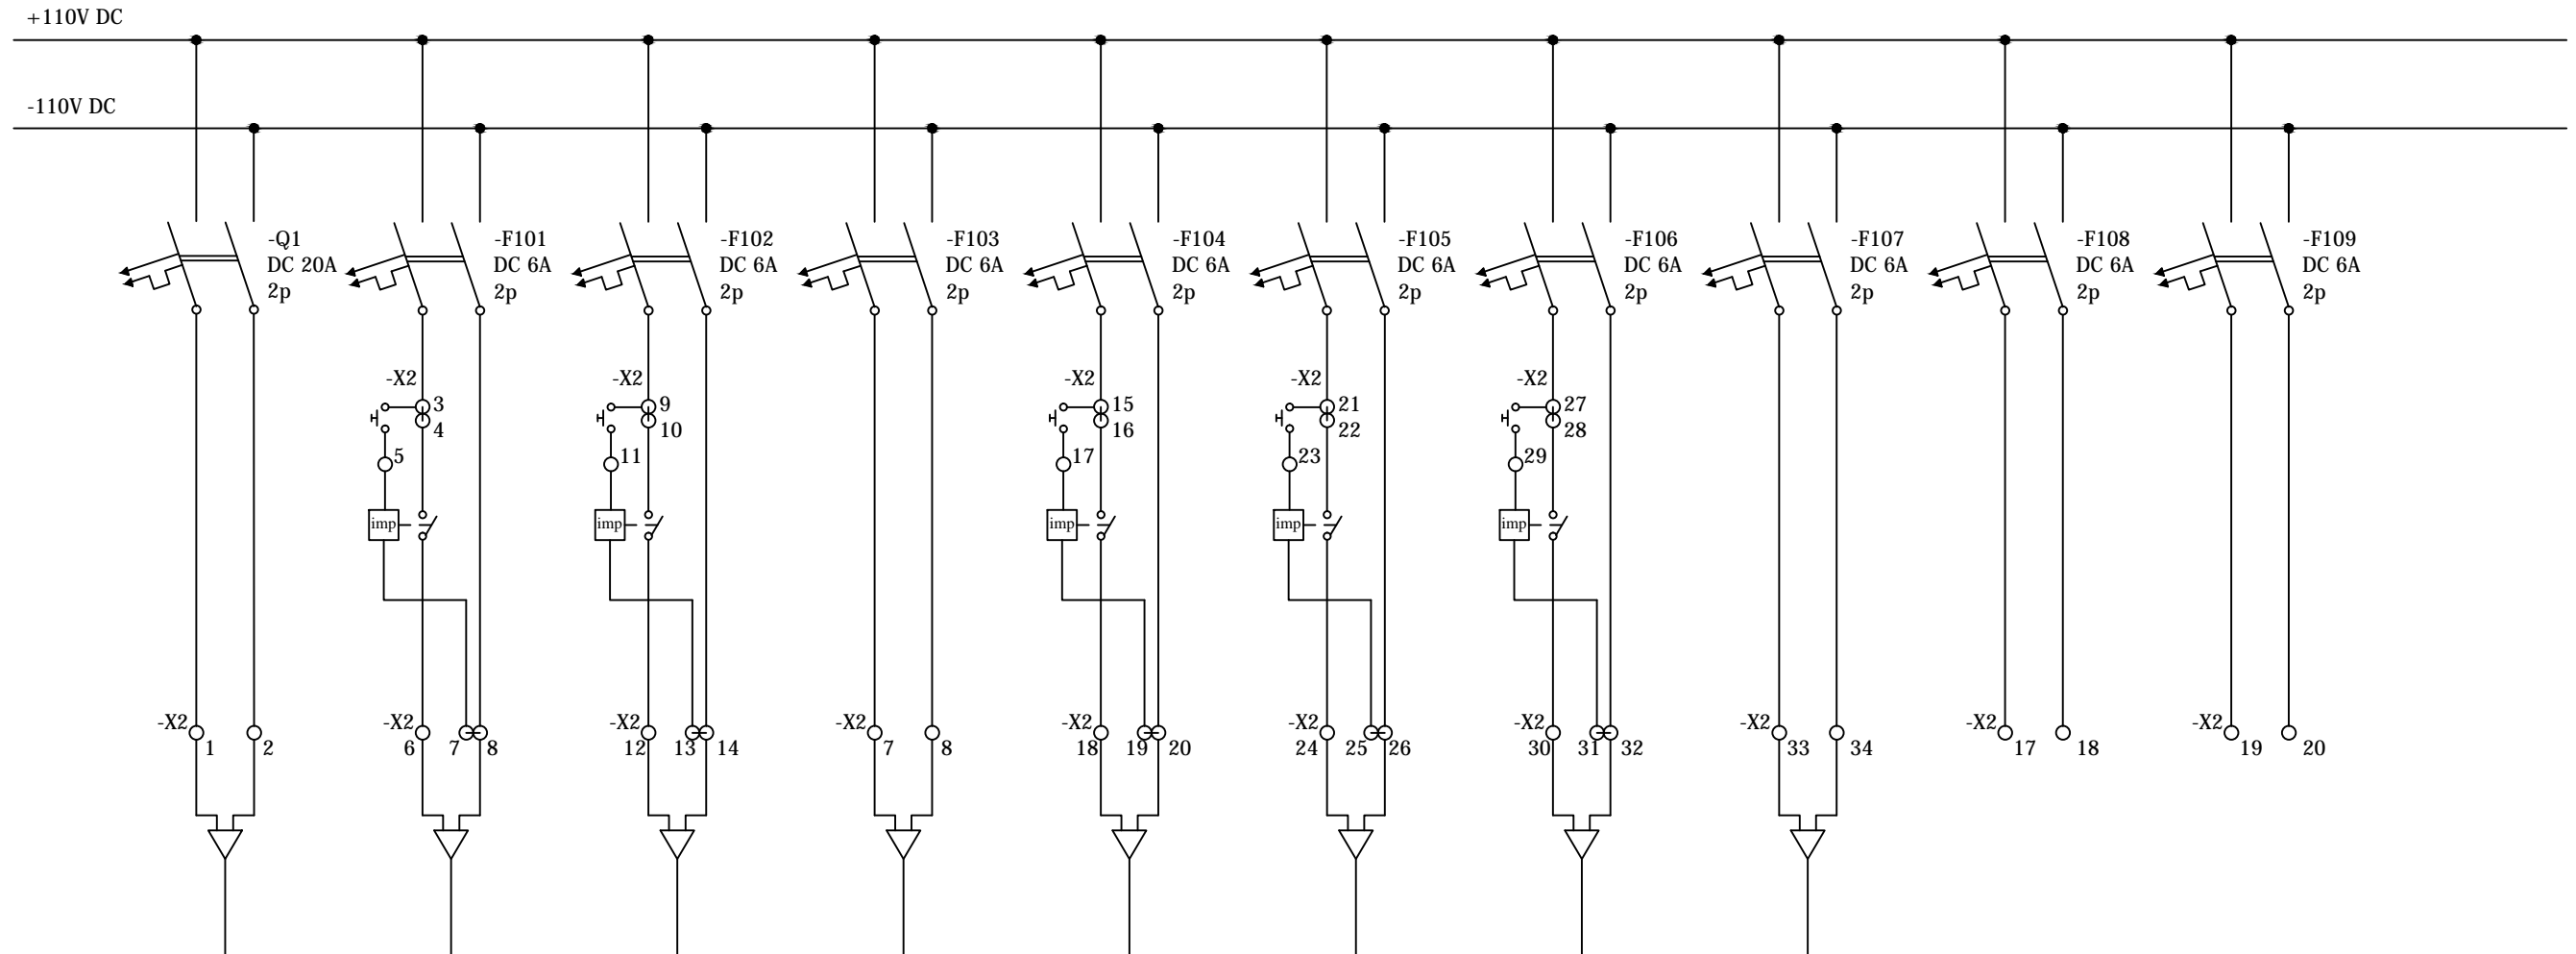 +110V DC
-110V DC
-Q1
DC 20A
2p
-F101
DC 6A
2p
-F102
DC 6A
2p
-F103
DC 6A
2p
-F104
DC 6A
2p
-F105
DC 6A
2p
-F106
DC 6A
2p
-F107
DC 6A
2p
-F108
DC 6A
2p
-F109
DC 6A
2p
-X2
3
4
5
imp
-X2
9
10
11
imp
-X2
15
16
17
imp
-X2
21
22
23
imp
-X2
27
28
29
imp
-X2
1
2
-X2
6
7
8
-X2
12
13
14
-X2
7
8
-X2
18
19
20
-X2
24
25
26
-X2
30
31
32
-X2
33
34
-X2
17
18
-X2
19
20